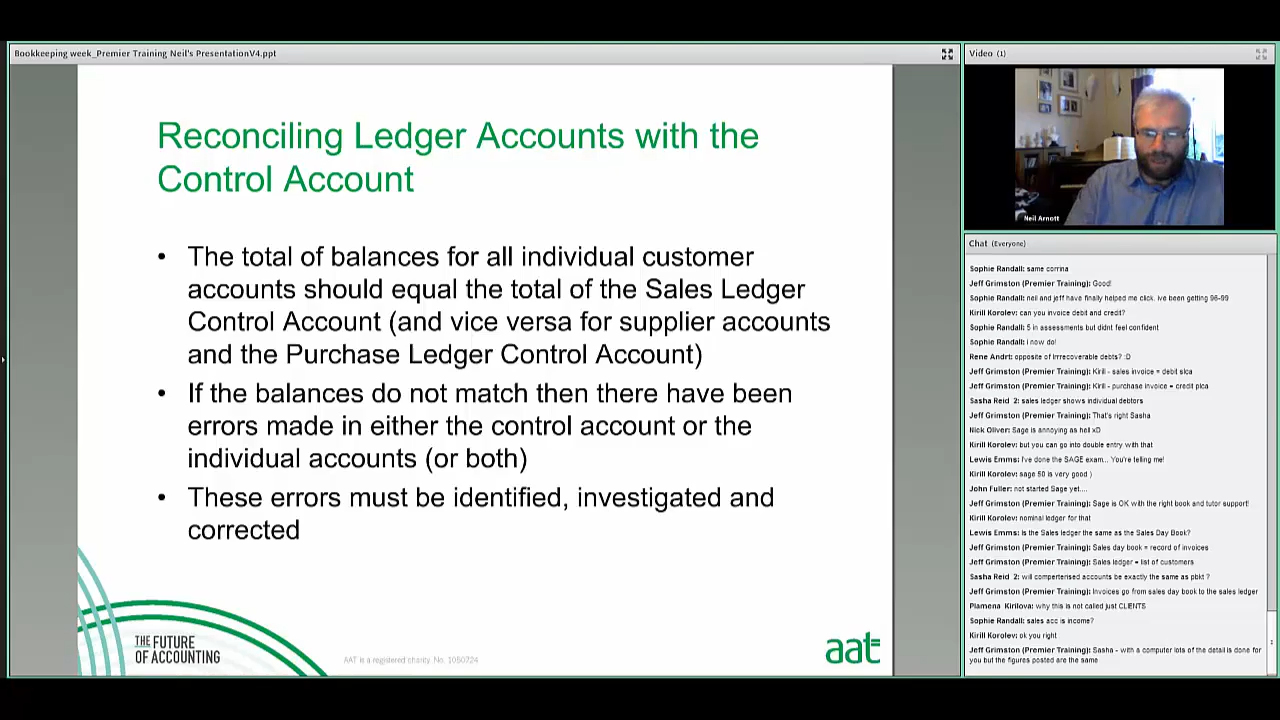 Bookkeeping week_Premier Training Neil's PresentationV4.ppt
Reconciling Ledger Accounts with the
Control Account
• The total of balances for all individual customer
accounts should equal the total of the Sales Ledger
Control Account (and vice versa for supplier accounts
and the Purchase Ledger Control Account)
• If the balances do not match then there have been
errors made in either the control account or the
individual accounts (or both)
• These errors must be identified, investigated and
corrected
THE FUTURE
OF ACCOUNTING
AAT is a registered charity. No. 1050724
aat
Video (1)
Neil Arnott
Chat (Everyone)
Sophie Randall: same corrina
Jeff Grimston (Premier Training): Good!
Sophie Randall: neil and jeff have finally helped me click. ive been getting 96-99
Kirill Korolev: can you invoice debit and credit?
Sophie Randall: 5 in assessments but didnt feel confident
Sophie Randall: i now do!
Rene Andrt: opposite of Irrrecoverable debts? :D
Jeff Grimston (Premier Training): Kirill - sales invoice = debit slca
Jeff Grimston (Premier Training): Kirill - purchase invoice = credit plca
Sasha Reid 2: sales ledger shows individual debtors
Jeff Grimston (Premier Training): That's right Sasha
Nick Oliver: Sage is annoying as hell xD
Kirill Korolev: but you can go into double entry with that
Lewis Emms: I've done the SAGE exam... You're telling me!
Kirill Korolev: sage 50 is very good )
John Fuller: not started Sage yet....
Jeff Grimston (Premier Training): Sage is OK with the right book and tutor support!
Kirill Korolev: nominal ledger for that
Lewis Emms: Is the Sales ledger the same as the Sales Day Book?
Jeff Grimston (Premier Training): Sales day book = record of invoices
Jeff Grimston (Premier Training): Sales ledger = list of customers
Sasha Reid 2: will comperterised accounts be exactly the same as pbkt ?
Jeff Grimston (Premier Training): Invoices go from sales day book to the sales ledger
Plamena Kirilova: why this is not called just CLIENTS
Sophie Randall: sales acc is income?
Kirill Korolev: ok you right
Jeff Grimston (Premier Training): Sasha - with a computer lots of the detail is done for
you but the figures posted are the same